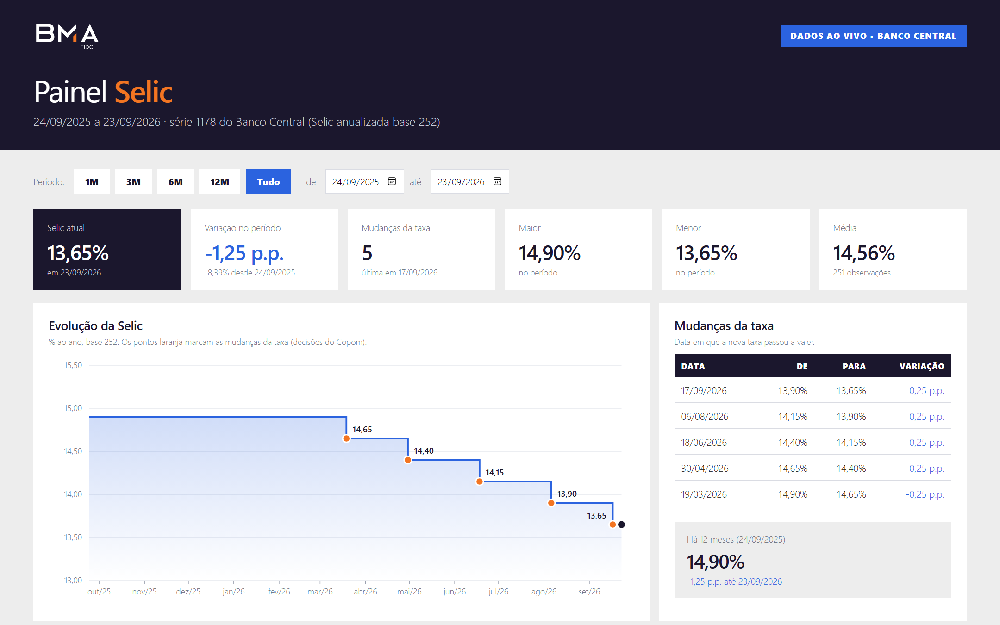 BMA
FIDC
DADOS AO VIVO - BANCO CENTRAL
Painel Selic
24/09/2025 a 23/09/2026 · série 1178 do Banco Central (Selic anualizada base 252)
Período: 1M 3M 6M 12M Tudo de 24/09/2025 até 23/09/2026
Selic atual
13,65%
em 23/09/2026
Variação no período
-1,25 p.p.
-8,39% desde 24/09/2025
Mudanças da taxa
5
última em 17/09/2026
Maior
14,90%
no período
Menor
13,65%
no período
Média
14,56%
251 observações
Evolução da Selic
% ao ano, base 252. Os pontos laranja marcam as mudanças da taxa (decisões do Copom).
15,50
15,00
14,50
14,00
13,50
13,00
14,65
14,40
14,15
13,90
13,65
out/25 nov/25 dez/25 jan/26 fev/26 mar/26 abr/26 mai/26 jun/26 jul/26 ago/26 set/26
Mudanças da taxa
Data em que a nova taxa passou a valer.
DATA DE PARA VARIAÇÃO
17/09/2026 13,90% 13,65% -0,25 p.p.
06/08/2026 14,15% 13,90% -0,25 p.p.
18/06/2026 14,40% 14,15% -0,25 p.p.
30/04/2026 14,65% 14,40% -0,25 p.p.
19/03/2026 14,90% 14,65% -0,25 p.p.
Há 12 meses (24/09/2025)
14,90%
-1,25 p.p. até 23/09/2026